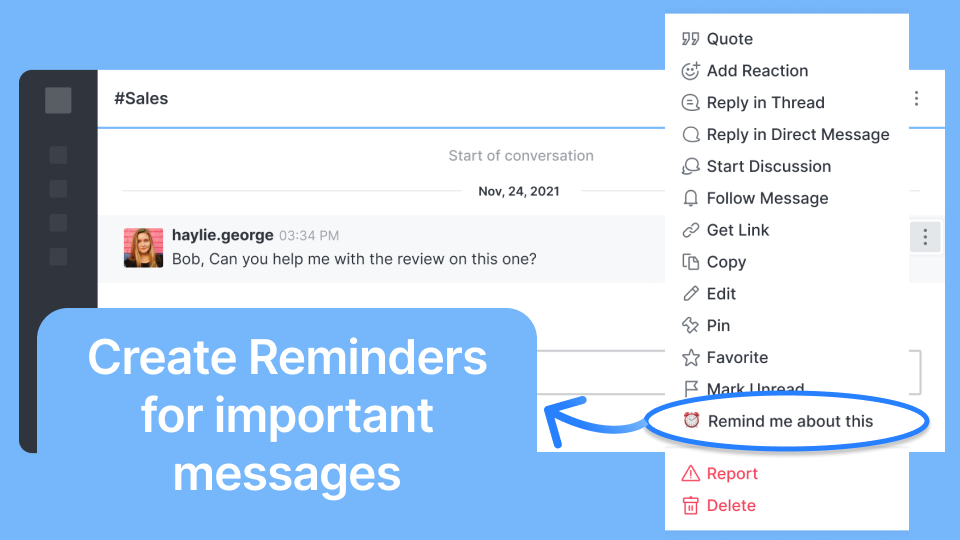 #Sales
Start of conversation
Nov, 24, 2021
haylie.george 03:34 PM
Bob, Can you help me with the review on this one?
Quote
Add Reaction
Reply in Thread
Reply in Direct Message
Start Discussion
Follow Message
Get Link
Copy
Edit
Pin
Favorite
Mark Unread
Remind me about this
Report
Delete
Create Reminders
for important
messages